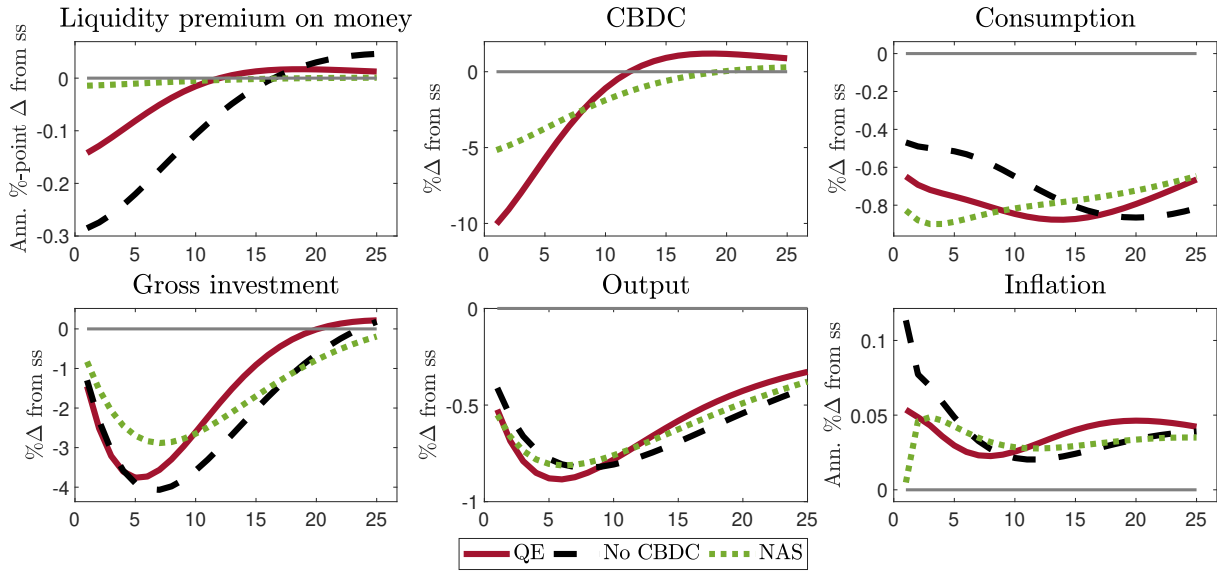 Liquidity premium on money
CBDC
Consumption
Ann. %-point Δ from ss
0
-0.1
-0.2
-0.3
0 5 10 15 20 25
%Δ from ss
0
-5
-10
0 5 10 15 20 25
%Δ from ss
0
-0.2
-0.4
-0.6
-0.8
0 5 10 15 20 25
Gross investment
Output
Inflation
%Δ from ss
0
-1
-2
-3
-4
0 5 10 15 20 25
%Δ from ss
0
-0.5
-1
0 5 10 15 20 25
Ann. %Δ from ss
0.1
0.05
0
0 5 10 15 20 25
QE No CBDC NAS